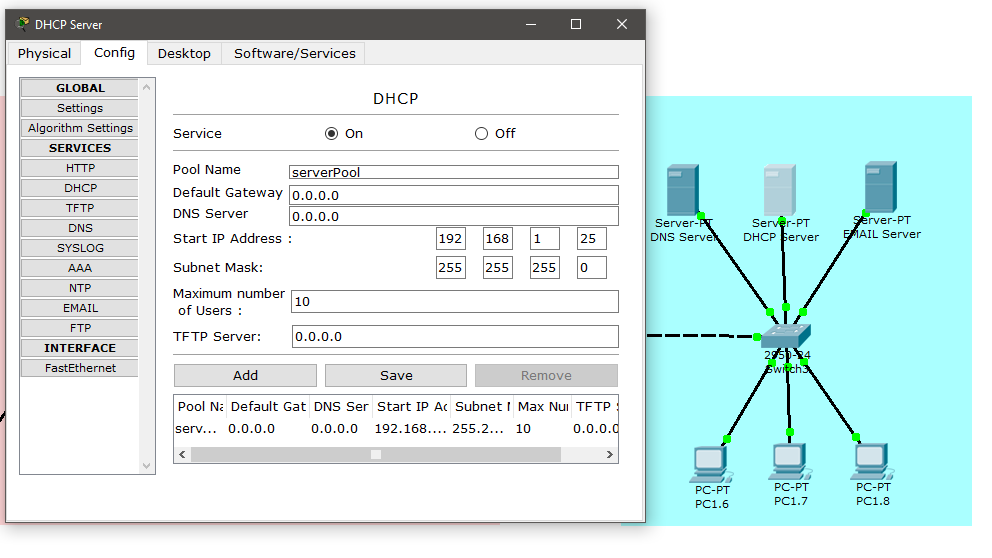 DHCP Server
Physical Config Desktop Software/Services
GLOBAL
Settings
Algorithm Settings
SERVICES
HTTP
DHCP
TFTP
DNS
SYSLOG
AAA
NTP
EMAIL
FTP
INTERFACE
FastEthernet
DHCP
Service On Off
Pool Name serverPool
Default Gateway 0.0.0.0
DNS Server 0.0.0.0
Start IP Address : 192 168 1 25
Subnet Mask: 255 255 255 0
Maximum number
of Users : 10
TFTP Server: 0.0.0.0
Add Save Remove
Pool Na Default Gat DNS Ser Start IP Ac Subnet M Max Nur TFTP S
serv... 0.0.0.0 0.0.0.0 192.168.... 255.2... 10 0.0.0.0
Server-PT
DNS Server
Server-PT
DHCP Server
Server-PT
EMAIL Server
2950-24
Switch3
PC-PT
PC1.6
PC-PT
PC1.7
PC-PT
PC1.8